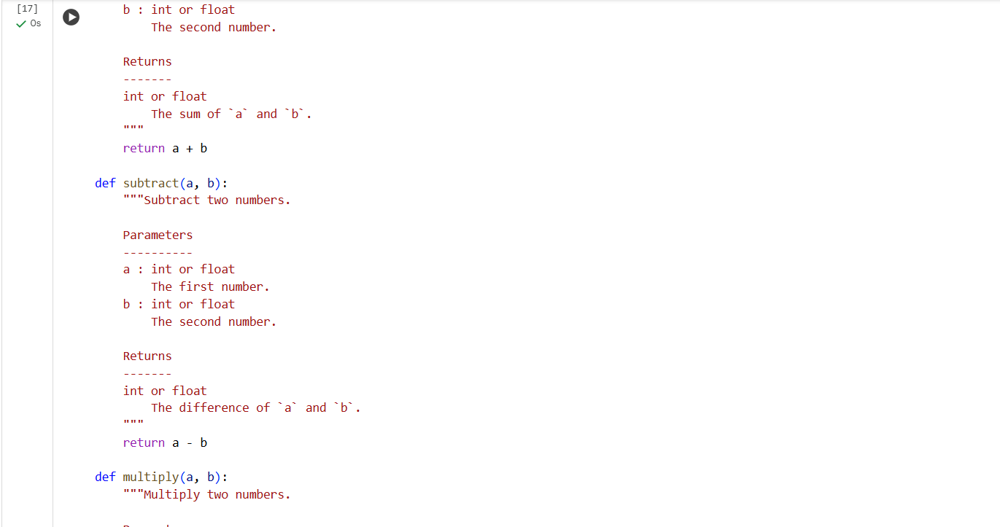 [17]
0s
b : int or float
The second number.
Returns
-------
int or float
The sum of `a` and `b`.
"""
return a + b
def subtract(a, b):
"""Subtract two numbers.
Parameters
----------
a : int or float
The first number.
b : int or float
The second number.
Returns
-------
int or float
The difference of `a` and `b`.
"""
return a - b
def multiply(a, b):
"""Multiply two numbers.